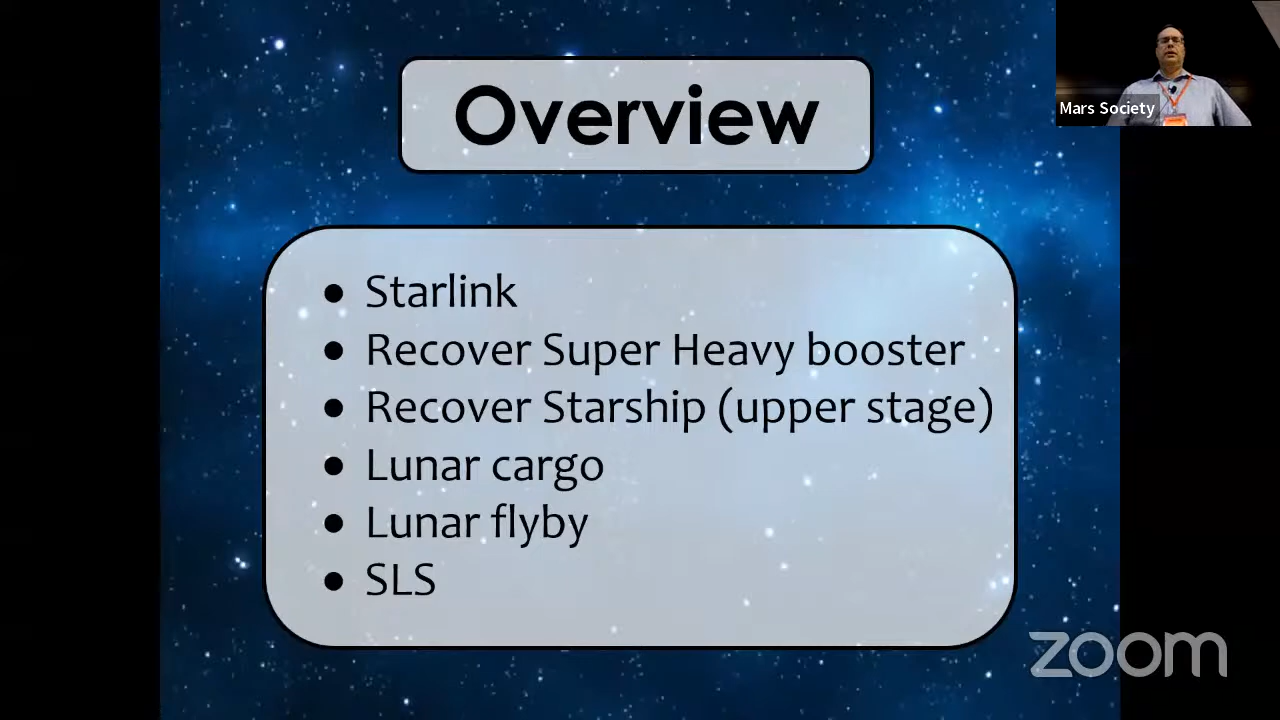 Overview
Mars Society
● Starlink
● Recover Super Heavy booster
● Recover Starship (upper stage)
● Lunar cargo
● Lunar flyby
● SLS
zoom